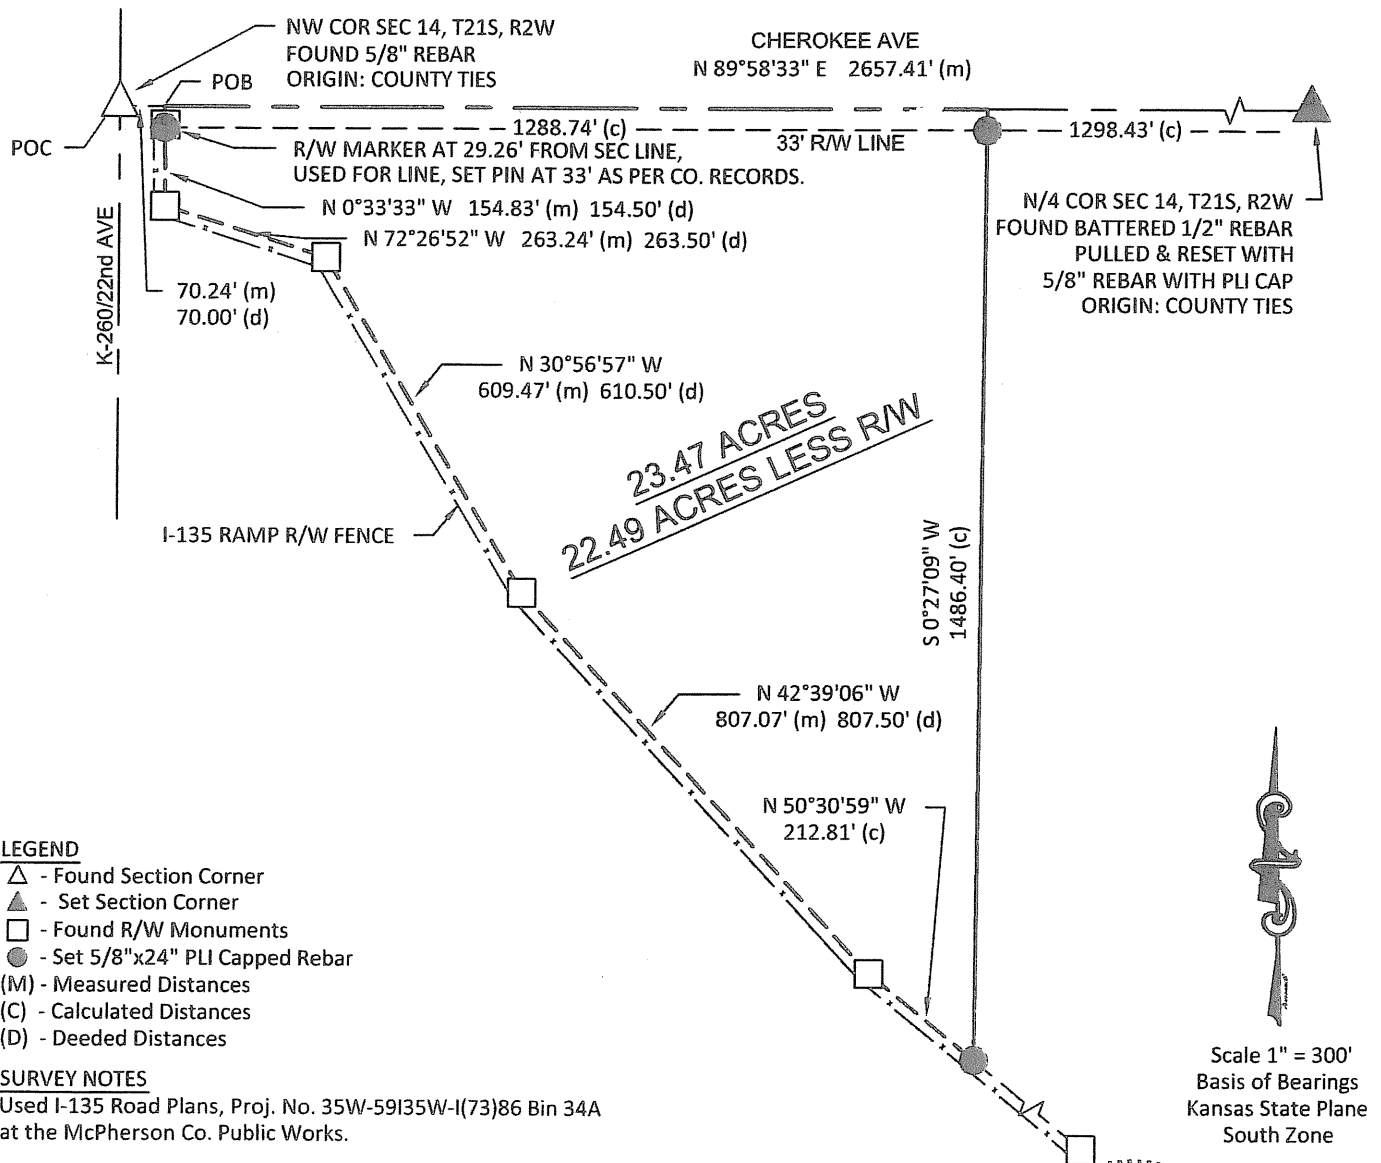 NW COR SEC 14, T21S, R2W
FOUND 5/8" REBAR
ORIGIN: COUNTY TIES
POB
POC
CHEROKEE AVE
N 89°58'33" E 2657.41' (m)
1288.74' (c)
33' R/W LINE
1298.43' (c)
R/W MARKER AT 29.26' FROM SEC LINE,
USED FOR LINE, SET PIN AT 33' AS PER CO. RECORDS.
N 0°33'33" W 154.83' (m) 154.50' (d)
N 72°26'52" W 263.24' (m) 263.50' (d)
N/4 COR SEC 14, T21S, R2W
FOUND BATTERED 1/2" REBAR
PULLED & RESET WITH
5/8" REBAR WITH PLI CAP
ORIGIN: COUNTY TIES
K-260/22nd AVE
70.24' (m)
70.00' (d)
N 30°56'57" W
609.47' (m) 610.50' (d)
23.47 ACRES
22.49 ACRES LESS R/W
I-135 RAMP R/W FENCE
S 0°27'09" W
1486.40' (c)
N 42°39'06" W
807.07' (m) 807.50' (d)
N 50°30'59" W
212.81' (c)
LEGEND
- Found Section Corner
- Set Section Corner
- Found R/W Monuments
- Set 5/8"x24" PLI Capped Rebar
(M) - Measured Distances
(C) - Calculated Distances
(D) - Deeded Distances
SURVEY NOTES
Used I-135 Road Plans, Proj. No. 35W-59I35W-I(73)86 Bin 34A
at the McPherson Co. Public Works.
Scale 1" = 300'
Basis of Bearings
Kansas State Plane
South Zone